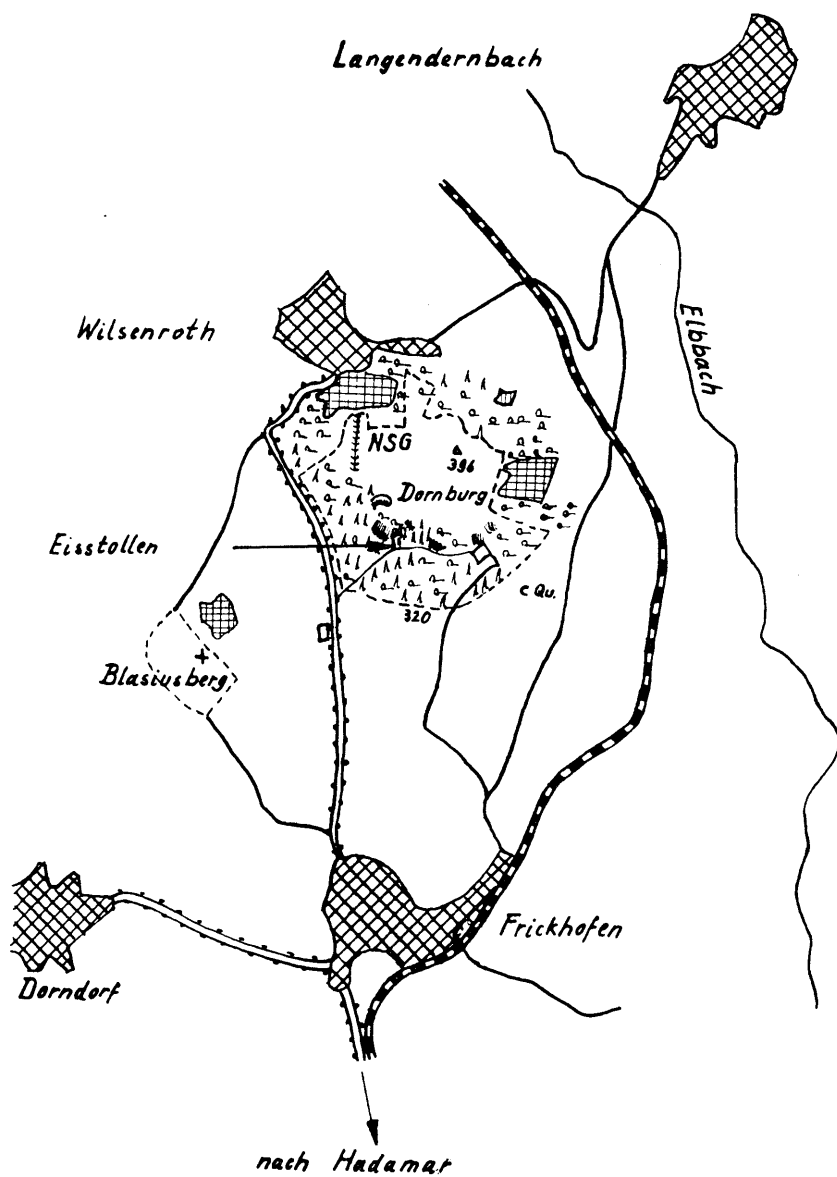 Langendernbach
Wilsenroth
Elbbach
NSG
396
Dornburg
Eisstollen
c Qu.
320
Blasiusberg
Frickhofen
Dorndorf
nach Hadamar